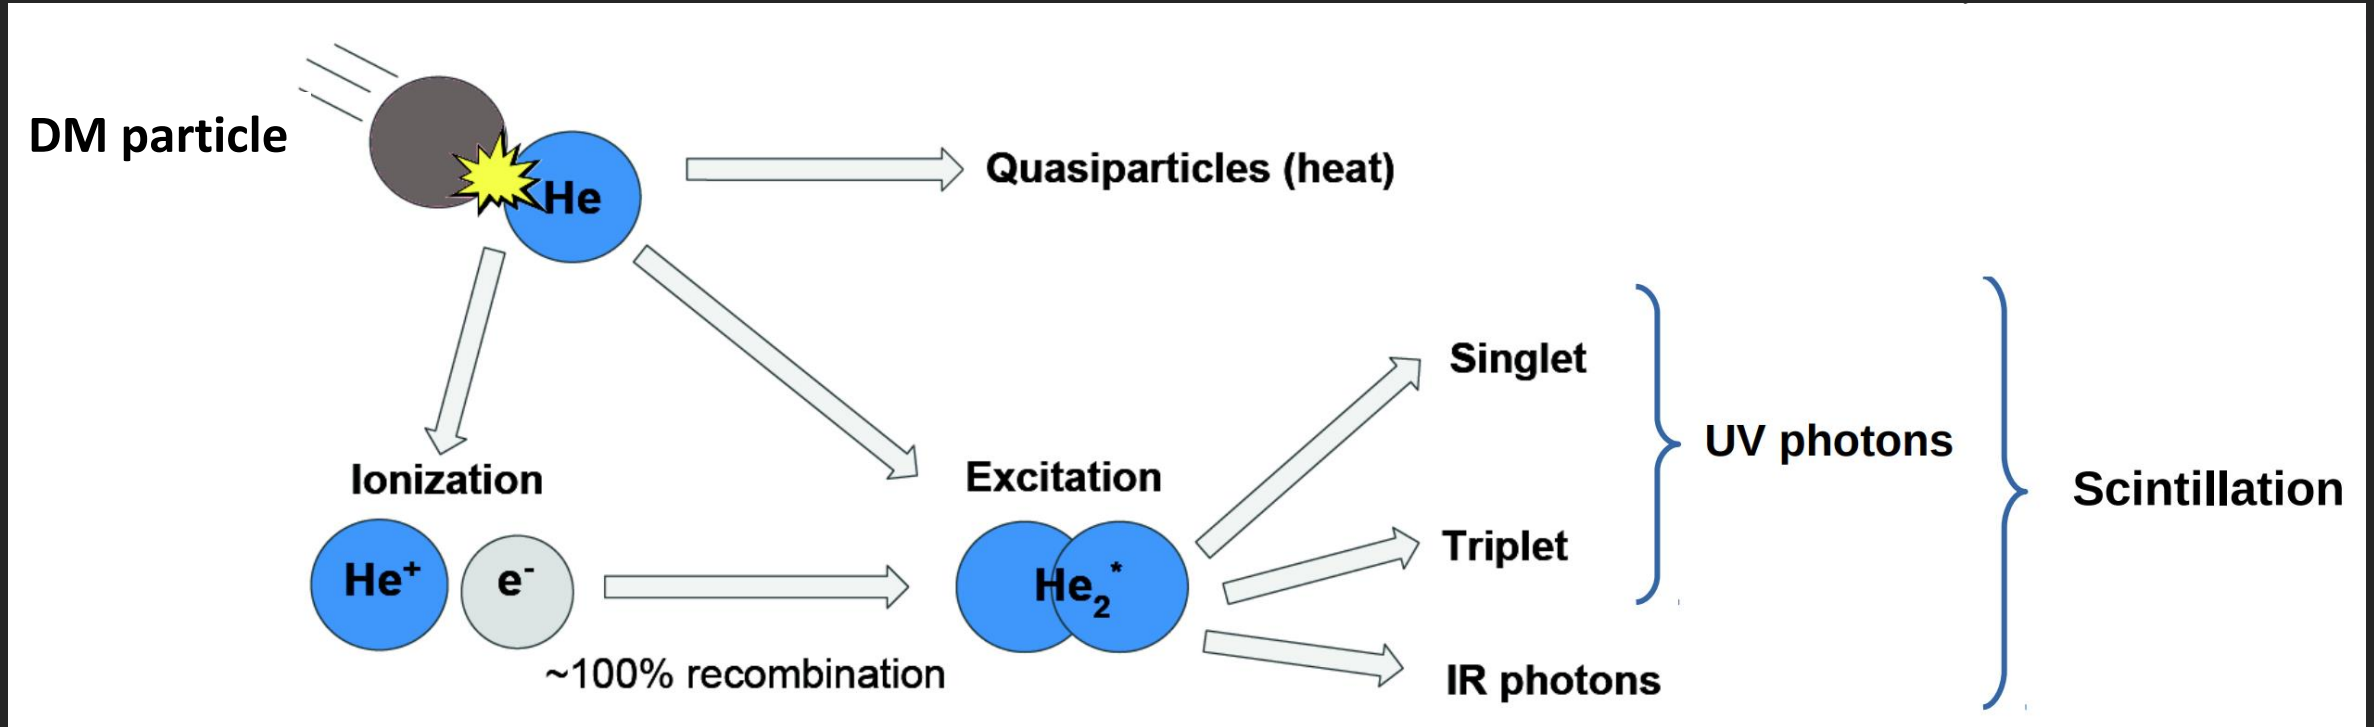 DM particle
He
Quasiparticles (heat)
Ionization
He⁺
e⁻
~100% recombination
Excitation
He₂*
Singlet
Triplet
IR photons
UV photons
Scintillation